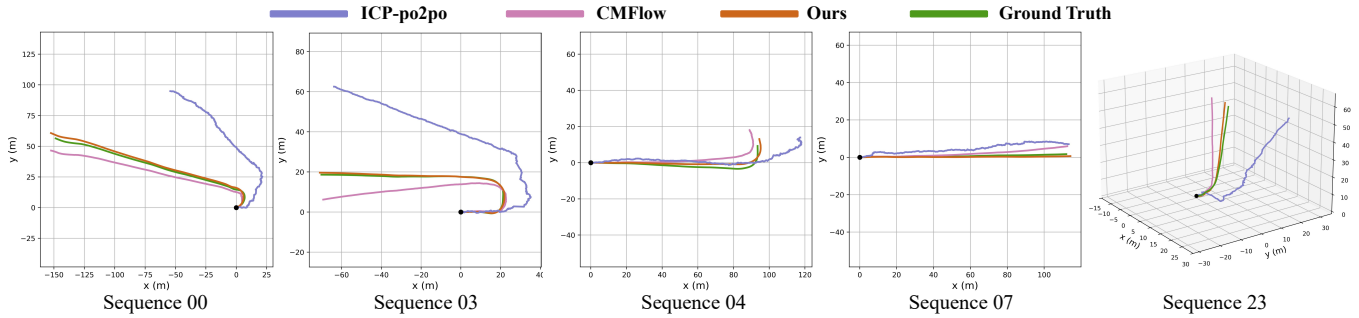 ICP-po2po CMFlow Ours Ground Truth
125
100
75
50
25
0
−25
y (m)
−150 −125 −100 −75 −50 −25 0 25
x (m)
Sequence 00
80
60
40
20
0
−20
y (m)
−60 −40 −20 0 20 40
x (m)
Sequence 03
60
40
20
0
−20
−40
y (m)
0 20 40 60 80 100 120
x (m)
Sequence 04
60
40
20
0
−20
−40
y (m)
0 20 40 60 80 100
x (m)
Sequence 07
60
50
40
30
20
10
0
−15 −10 −5 0 5 10 15 20 25 30
x (m)
−30 −20 −10 0 10 20 30
y (m)
Sequence 23